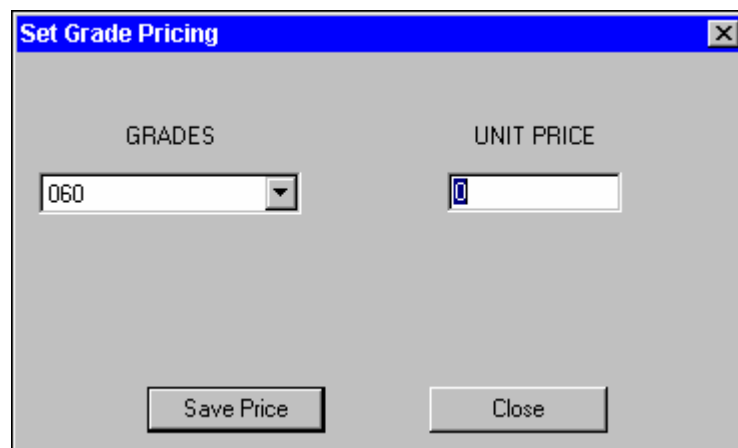 Set Grade Pricing
GRADES UNIT PRICE
060 0
Save Price Close